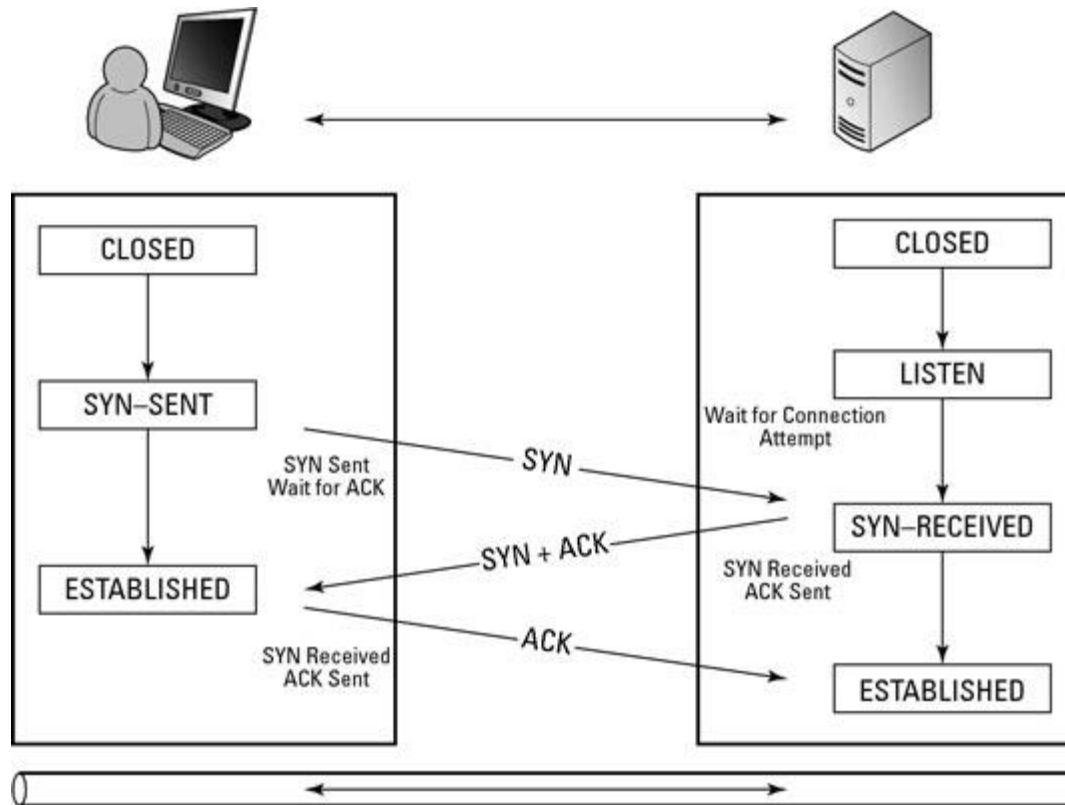 CLOSED
SYN–SENT
SYN Sent
Wait for ACK
ESTABLISHED
SYN Received
ACK Sent
SYN
SYN + ACK
ACK
CLOSED
LISTEN
Wait for Connection
Attempt
SYN–RECEIVED
SYN Received
ACK Sent
ESTABLISHED